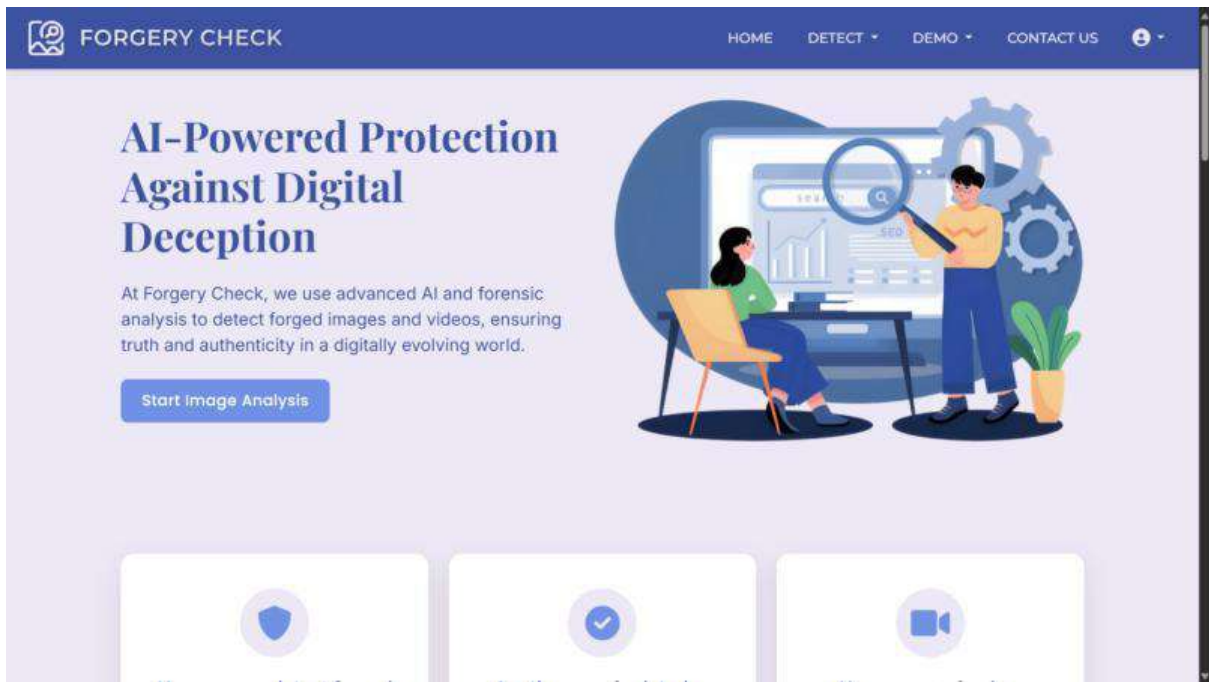 FORGERY CHECK
HOME DETECT DEMO CONTACT US
AI-Powered Protection
Against Digital
Deception
At Forgery Check, we use advanced AI and forensic
analysis to detect forged images and videos, ensuring
truth and authenticity in a digitally evolving world.
Start Image Analysis
search
SEO